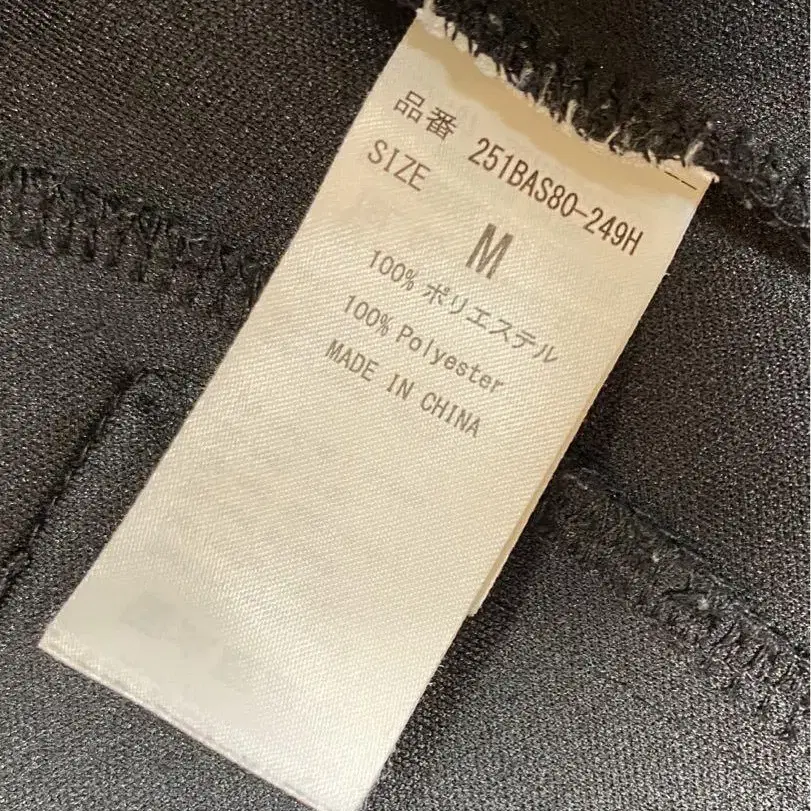 品番 251BAS80-249H
SIZE
M
100% ポリエステル
100% Polyester
MADE IN CHINA